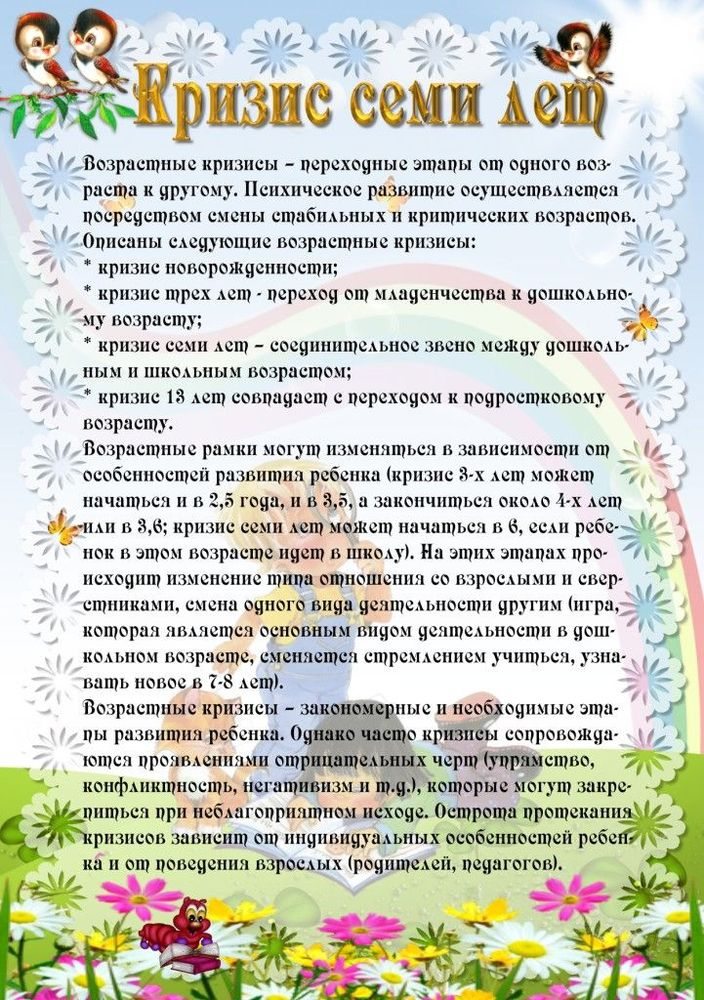 Кризис семи лет
Возрастные кризисы – переходные этапы от одного воз-
раста к другому. Психическое развитие осуществляется
посредством смены стабильных и критических возрастов.
Описаны следующие возрастные кризисы:
* кризис новорожденности;
* кризис трех лет - переход от младенчества к дошкольно-
му возрасту;
* кризис семи лет – соединительное звено между дошколь-
ным и школьным возрастом;
* кризис 13 лет совпадает с переходом к подростковому
возрасту.
Возрастные рамки могут изменяться в зависимости от
особенностей развития ребенка (кризис 3-х лет может
начаться и в 2,5 года, и в 3,5, а закончиться около 4-х лет
или в 3,6; кризис семи лет может начаться в 6, если ребе-
нок в этом возрасте идет в школу). На этих этапах про-
исходит изменение типа отношения со взрослыми и свер-
стниками, смена одного вида деятельности другим (игра,
которая является основным видом деятельности в дош-
кольном возрасте, сменяется стремлением учиться, узна-
вать новое в 7-8 лет).
Возрастные кризисы – закономерные и необходимые эта-
пы развития ребенка. Однако часто кризисы сопровожда-
ются проявлениями отрицательных черт (упрямство,
конфликтность, негативизм и т.д.), которые могут закре-
питься при неблагоприятном исходе. Острота протекания
кризисов зависит от индивидуальных особенностей ребен-
ка и от поведения взрослых (родителей, педагогов).